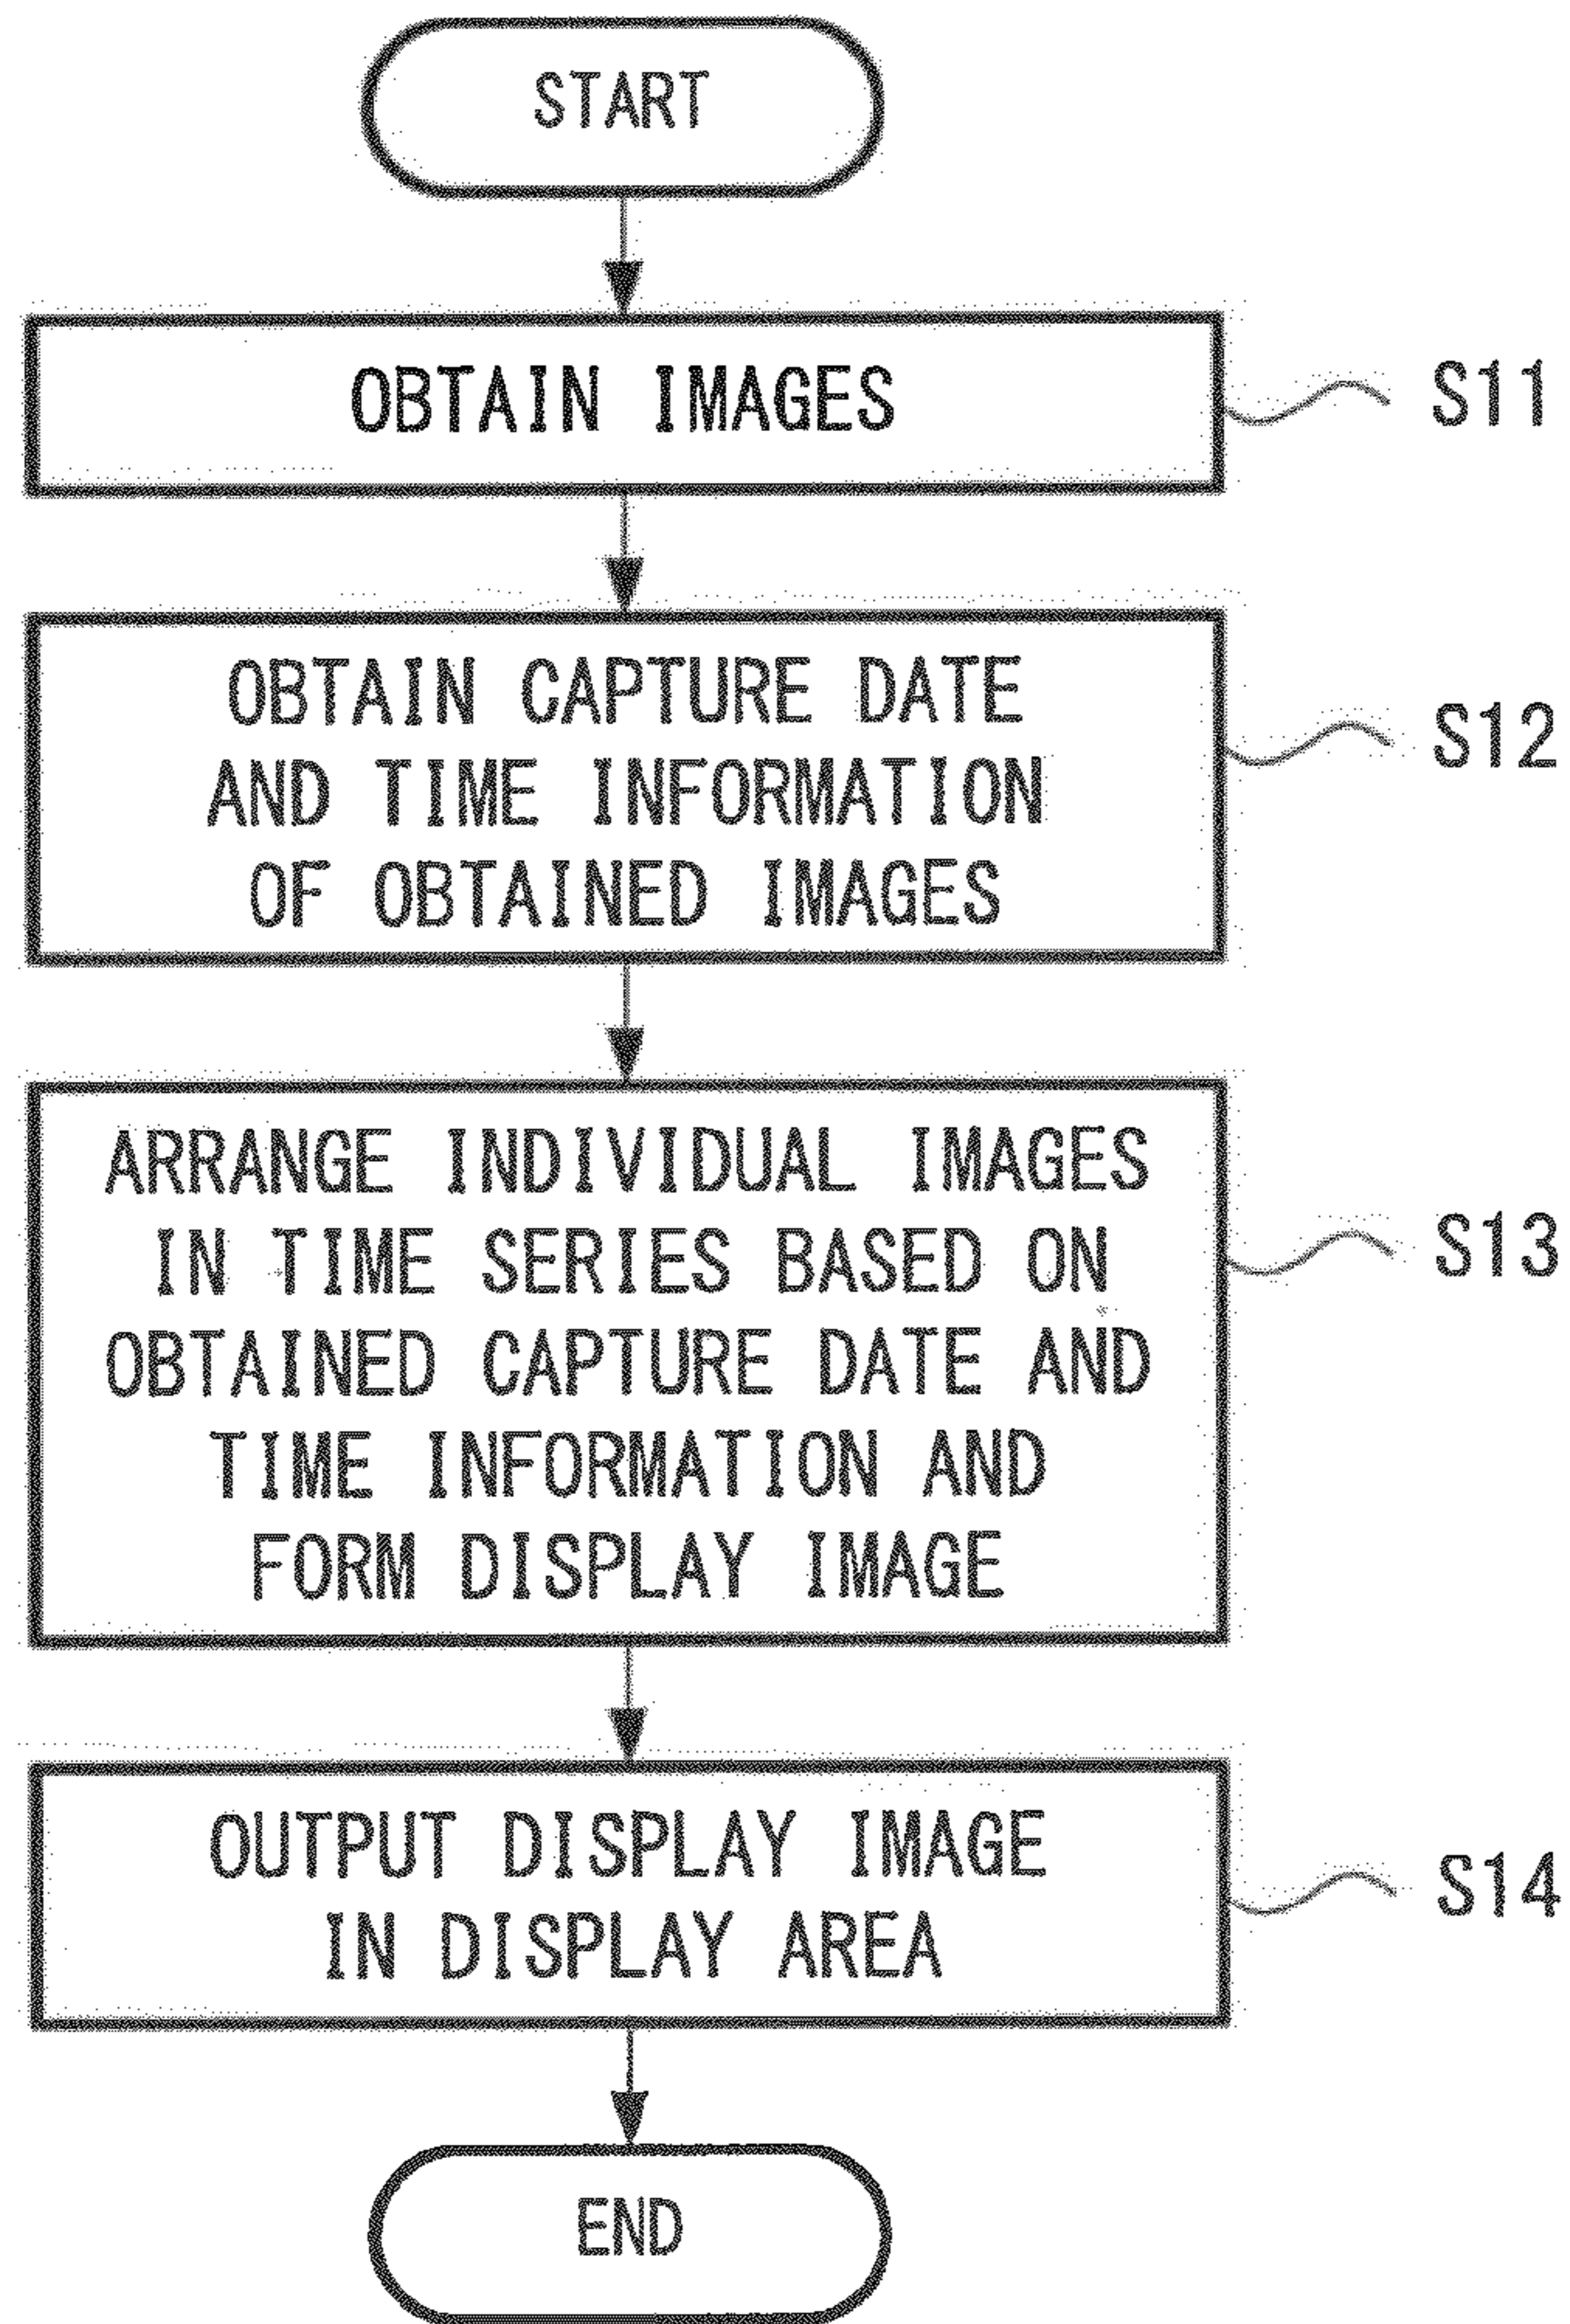 START
OBTAIN IMAGES
S11
OBTAIN CAPTURE DATE
AND TIME INFORMATION
OF OBTAINED IMAGES
S12
ARRANGE INDIVIDUAL IMAGES
IN TIME SERIES BASED ON
OBTAINED CAPTURE DATE AND
TIME INFORMATION AND
FORM DISPLAY IMAGE
S13
OUTPUT DISPLAY IMAGE
IN DISPLAY AREA
S14
END